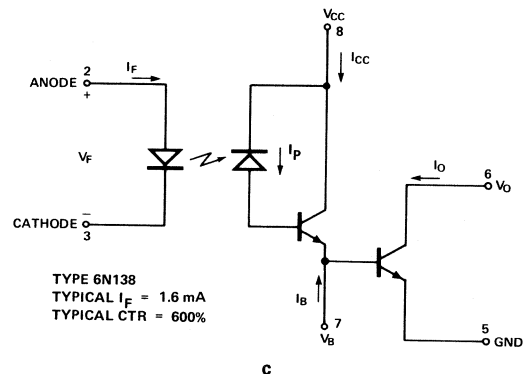 VCC
8
ICC
2
IF
ANODE
+
VF
IP
IO
6
VO
−
CATHODE
3
TYPE 6N138
TYPICAL IF = 1.6 mA
TYPICAL CTR = 600%
IB
7
VB
5
GND
C